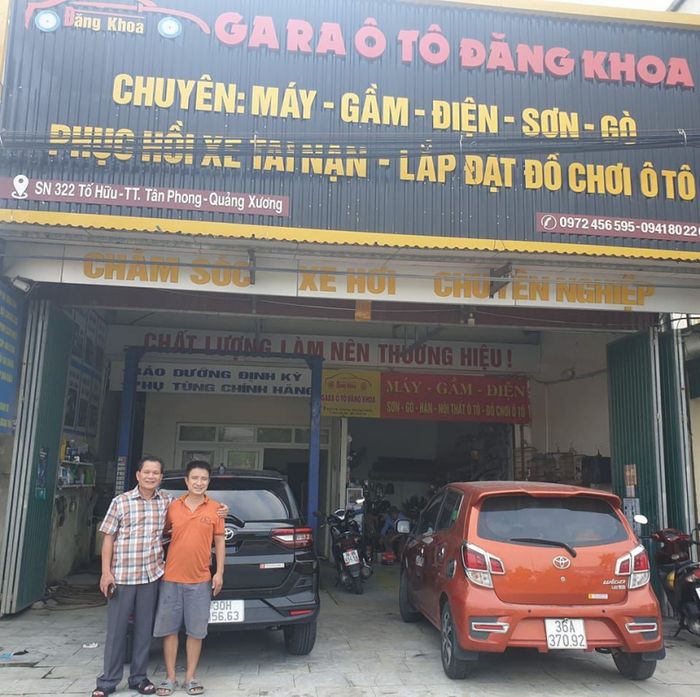 Đăng Khoa
GARA Ô TÔ ĐĂNG KHOA
CHUYÊN: MÁY - GẦM - ĐIỆN - SƠN - GÒ
PHỤC HỒI XE TAI NẠN - LẮP ĐẶT ĐỒ CHƠI Ô TÔ
SN 322 Tố Hữu - TT. Tân Phong - Quảng Xương
0972 456 595 - 0941802
CHĂM SÓC XE HƠI CHUYÊN NGHIỆP
CHẤT LƯỢNG LÀM NÊN THƯƠNG HIỆU !
BẢO DƯỠNG ĐỊNH KỲ
PHỤ TÙNG CHÍNH HÃNG
Đăng Khoa
GARA Ô TÔ ĐĂNG KHOA
MÁY - GẦM - ĐIỆN
SƠN - GÒ - HÀN - NỘI THẤT Ô TÔ - ĐỒ CHƠI Ô TÔ
30H
56.63
WIGO
36A
370.92